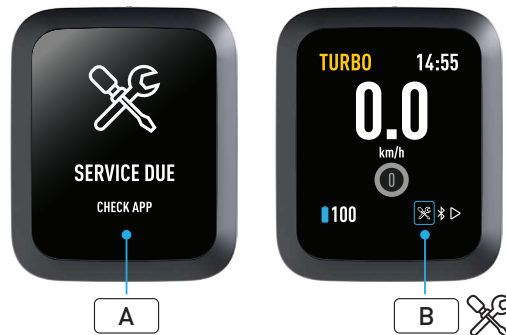 SERVICE DUE
CHECK APP
A
TURBO 14:55
0.0
km/h
0
100
B